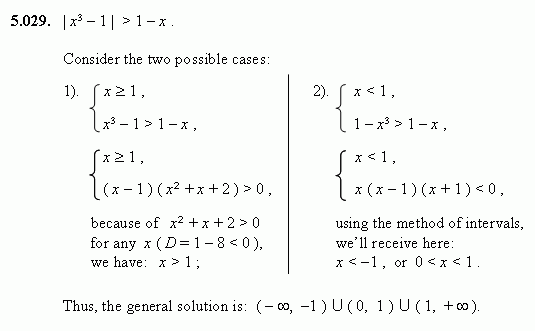 5.029. | x³ – 1 | > 1 – x .
Consider the two possible cases:
1). { x ≥ 1 ,
x³ – 1 > 1 – x ,
{ x ≥ 1 ,
( x – 1 ) ( x² + x + 2 ) > 0 ,
because of x² + x + 2 > 0
for any x ( D = 1 – 8 < 0 ),
we have: x > 1 ;
2). { x < 1 ,
1 – x³ > 1 – x ,
{ x < 1 ,
x ( x – 1 ) ( x + 1 ) < 0 ,
using the method of intervals,
we’ll receive here:
x < –1 , or 0 < x < 1 .
Thus, the general solution is: ( – ∞, –1 ) U ( 0, 1 ) U ( 1, +∞ ).